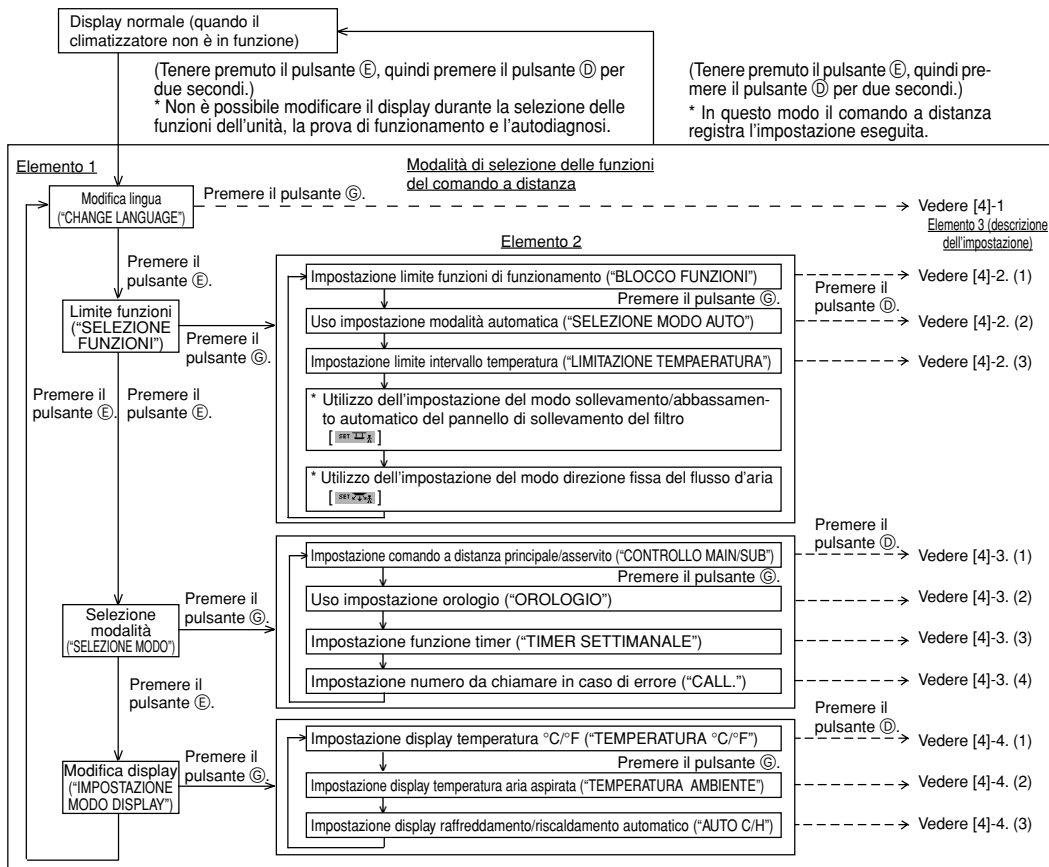 Display normale (quando il
climatizzatore non è in funzione)
(Tenere premuto il pulsante Ⓔ, quindi premere il pulsante Ⓓ per
due secondi.)
* Non è possibile modificare il display durante la selezione delle
funzioni dell'unità, la prova di funzionamento e l'autodiagnosi.
(Tenere premuto il pulsante Ⓔ, quindi pre-
mere il pulsante Ⓓ per due secondi.)
* In questo modo il comando a distanza
registra l'impostazione eseguita.
Elemento 1
Modalità di selezione delle funzioni
del comando a distanza
Modifica lingua
("CHANGE LANGUAGE")
Premere il pulsante Ⓖ.
Vedere [4]-1
Elemento 3 (descrizione
dell'impostazione)
Elemento 2
Premere il
pulsante Ⓔ.
Limite funzioni
("SELEZIONE
FUNZIONI")
Premere il
pulsante Ⓖ.
Impostazione limite funzioni di funzionamento ("BLOCCO FUNZIONI")
Vedere [4]-2. (1)
Premere il pulsante Ⓖ.
Premere il
pulsante Ⓓ.
Uso impostazione modalità automatica ("SELEZIONE MODO AUTO")
Vedere [4]-2. (2)
Impostazione limite intervallo temperatura ("LIMITAZIONE TEMPAERATURA")
Vedere [4]-2. (3)
* Utilizzo dell'impostazione del modo sollevamento/abbassamen-
to automatico del pannello di sollevamento del filtro
[ SET ]
* Utilizzo dell'impostazione del modo direzione fissa del flusso d'aria
[ SET ]
Premere il
pulsante Ⓔ.
Premere il
pulsante Ⓔ.
Premere il
pulsante Ⓓ.
Selezione
modalità
("SELEZIONE MODO")
Premere il
pulsante Ⓖ.
Impostazione comando a distanza principale/asservito ("CONTROLLO MAIN/SUB")
Vedere [4]-3. (1)
Premere il pulsante Ⓖ.
Uso impostazione orologio ("OROLOGIO")
Vedere [4]-3. (2)
Impostazione funzione timer ("TIMER SETTIMANALE")
Vedere [4]-3. (3)
Impostazione numero da chiamare in caso di errore ("CALL.")
Vedere [4]-3. (4)
Premere il
pulsante Ⓔ.
Premere il
pulsante Ⓓ.
Modifica display
("IMPOSTAZIONE
MODO DISPLAY")
Premere il
pulsante Ⓖ.
Impostazione display temperatura °C/°F ("TEMPERATURA °C/°F")
Vedere [4]-4. (1)
Premere il pulsante Ⓖ.
Impostazione display temperatura aria aspirata ("TEMPERATURA AMBIENTE")
Vedere [4]-4. (2)
Impostazione display raffreddamento/riscaldamento automatico ("AUTO C/H")
Vedere [4]-4. (3)